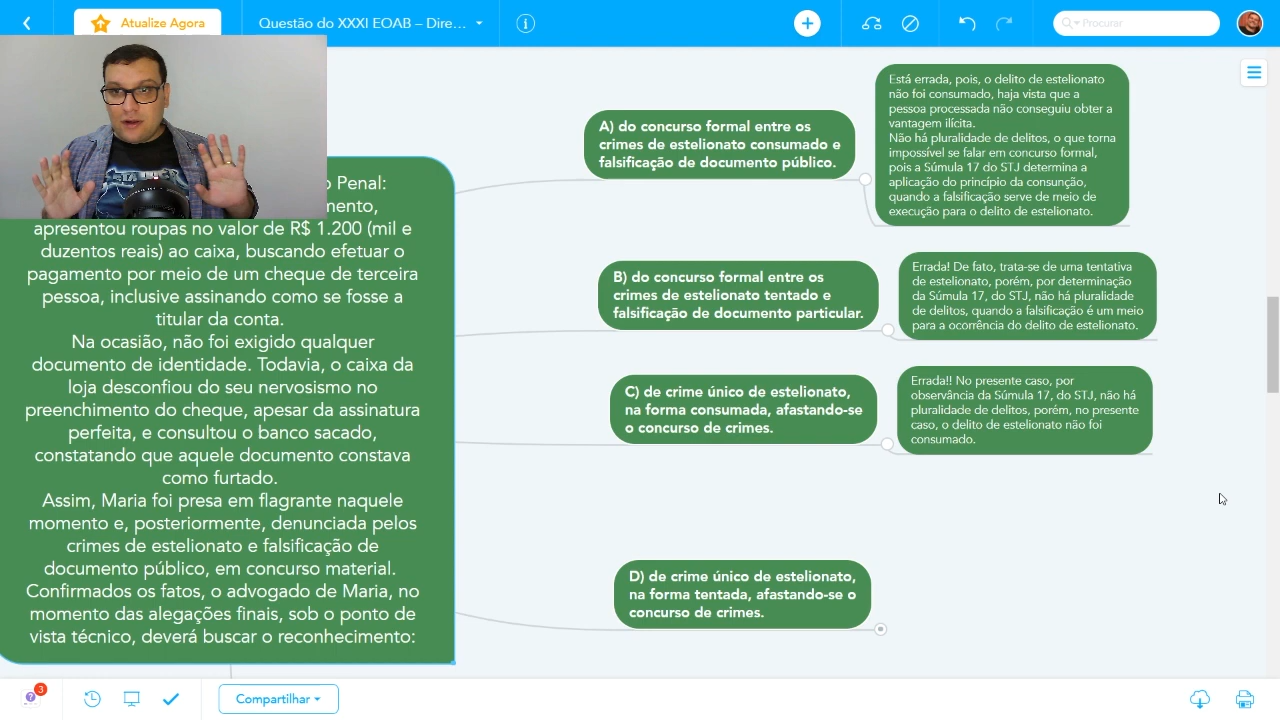 Atualize Agora
Questão do XXXI EOAB – Dire...
Procurar
o Penal:
mento,
apresentou roupas no valor de R$ 1.200 (mil e
duzentos reais) ao caixa, buscando efetuar o
pagamento por meio de um cheque de terceira
pessoa, inclusive assinando como se fosse a
titular da conta.
Na ocasião, não foi exigido qualquer
documento de identidade. Todavia, o caixa da
loja desconfiou do seu nervosismo no
preenchimento do cheque, apesar da assinatura
perfeita, e consultou o banco sacado,
constatando que aquele documento constava
como furtado.
Assim, Maria foi presa em flagrante naquele
momento e, posteriormente, denunciada pelos
crimes de estelionato e falsificação de
documento público, em concurso material.
Confirmados os fatos, o advogado de Maria, no
momento das alegações finais, sob o ponto de
vista técnico, deverá buscar o reconhecimento:
A) do concurso formal entre os
crimes de estelionato consumado e
falsificação de documento público.
Está errada, pois, o delito de estelionato
não foi consumado, haja vista que a
pessoa processada não conseguiu obter a
vantagem ilícita.
Não há pluralidade de delitos, o que torna
impossível se falar em concurso formal,
pois a Súmula 17 do STJ determina a
aplicação do princípio da consunção,
quando a falsificação serve de meio de
execução para o delito de estelionato.
B) do concurso formal entre os
crimes de estelionato tentado e
falsificação de documento particular.
Errada! De fato, trata-se de uma tentativa
de estelionato, porém, por determinação
da Súmula 17, do STJ, não há pluralidade
de delitos, quando a falsificação é um meio
para a ocorrência do delito de estelionato.
C) de crime único de estelionato,
na forma consumada, afastando-se
o concurso de crimes.
Errada!! No presente caso, por
observância da Súmula 17, do STJ, não há
pluralidade de delitos, porém, no presente
caso, o delito de estelionato não foi
consumado.
D) de crime único de estelionato,
na forma tentada, afastando-se o
concurso de crimes.
3
Compartilhar